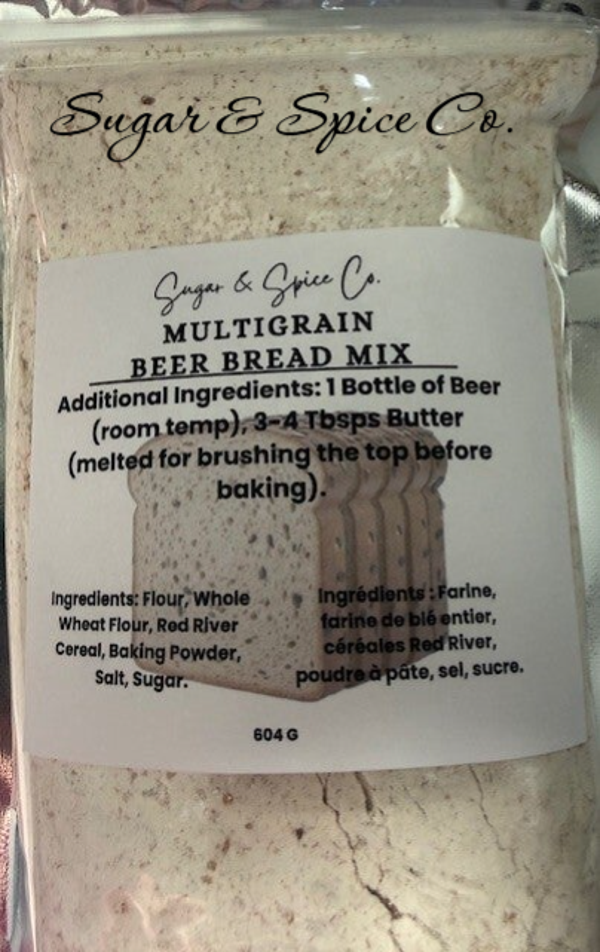 Sugar & Spice Co.
Sugar & Spice Co.
MULTIGRAIN
BEER BREAD MIX
Additional Ingredients: 1 Bottle of Beer
(room temp), 3-4 Tbsps Butter
(melted for brushing the top before
baking).
Ingredients: Flour, Whole
Wheat Flour, Red River
Cereal, Baking Powder,
Salt, Sugar.
Ingrédients : Farine,
farine de blé entier,
céréales Red River,
poudre à pâte, sel, sucre.
604 G